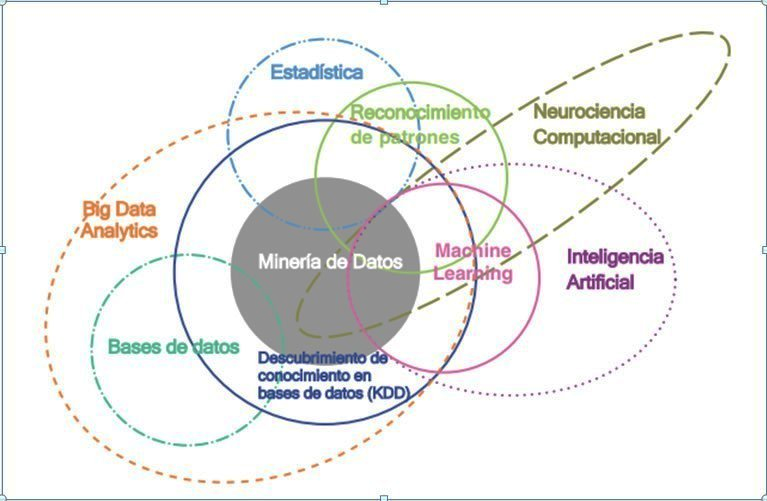 Estadística
Reconocimiento
de patrones
Neurociencia
Computacional
Big Data
Analytics
Minería de Datos
Machine
Learning
Inteligencia
Artificial
Bases de datos
Descubrimiento de
conocimiento en
bases de datos (KDD)